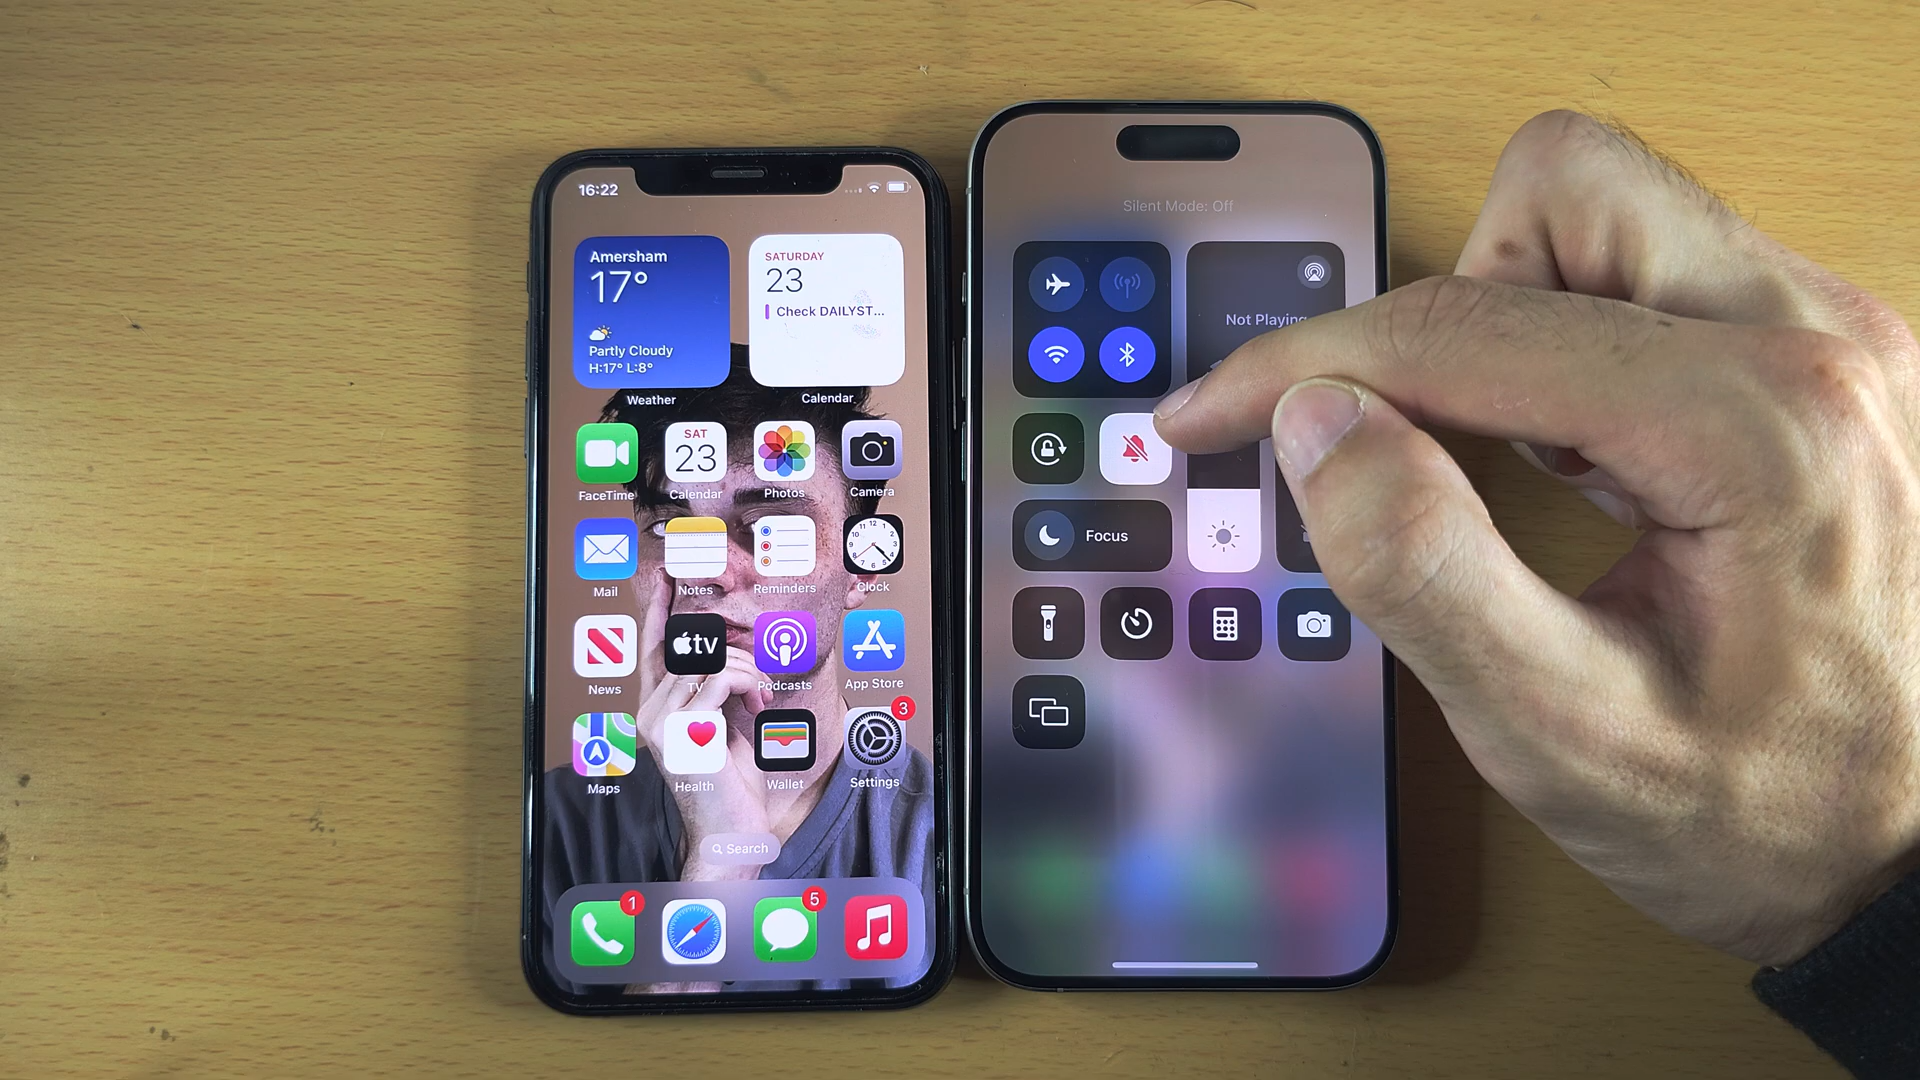 16:22
Amersham
17°
Partly Cloudy
H:17° L:8°
Weather
SATURDAY
23
Check DAILYST...
Calendar
FaceTime
SAT
23
Calendar
Photos
Camera
Mail
Notes
Reminders
Clock
News
tv
TV
Podcasts
App Store
Maps
Health
Wallet
3
Settings
Search
1
5
Silent Mode: Off
Not Playing
Focus